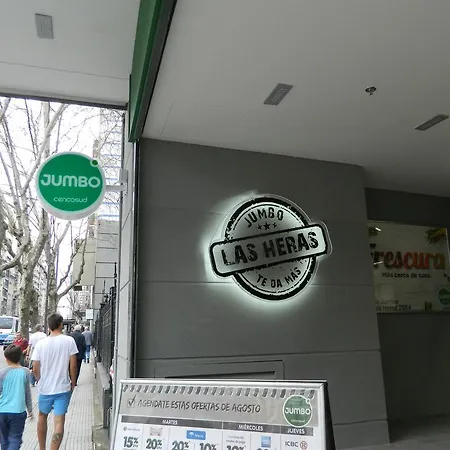 JUMBO
cencosud
JUMBO
LAS HERAS
TE DA MÁS
frescura
AGENDATE ESTAS OFERTAS DE AGOSTO
JUMBO
MARTES
MIÉRCOLES
JUEVES
15%
20%
20%
10%
10%
ICBC